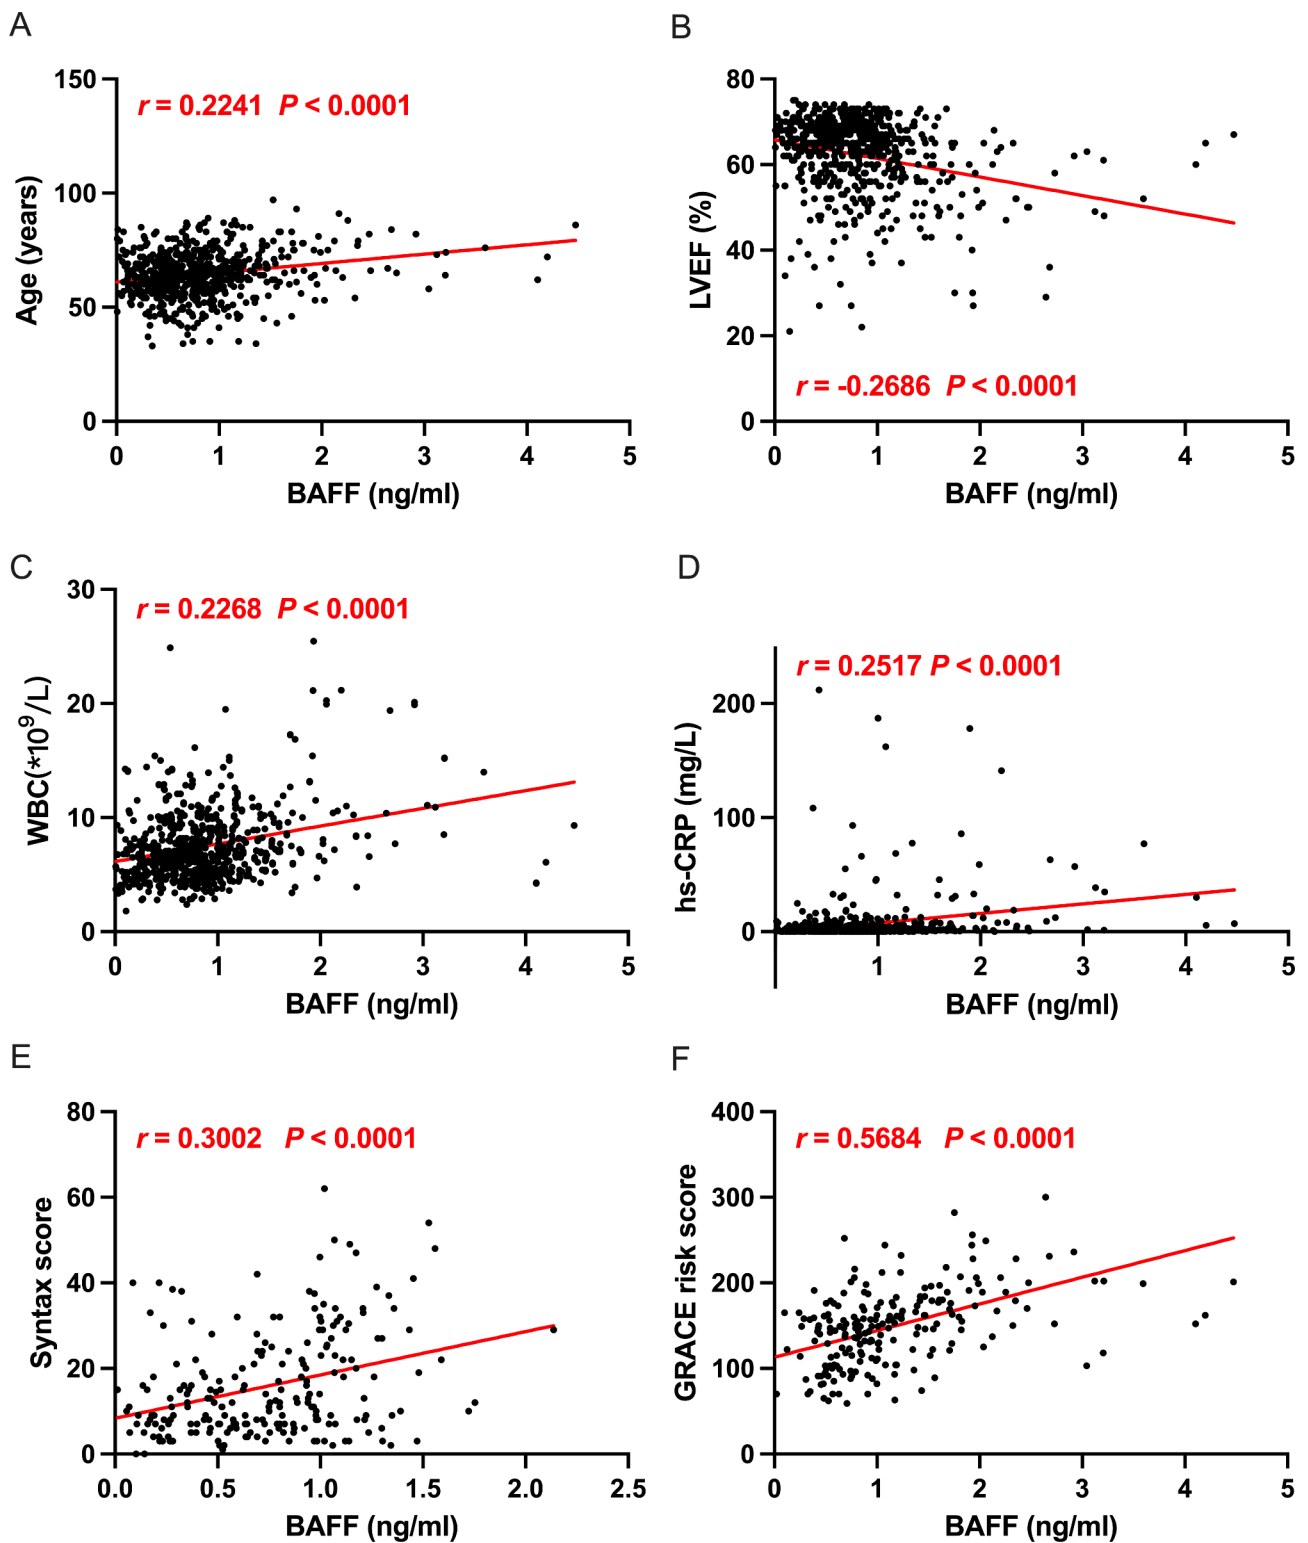 A
r = 0.2241 P < 0.0001
Age (years)
150
100
50
0
0 1 2 3 4 5
BAFF (ng/ml)
B
LVEF (%)
80
60
40
20
0
r = -0.2686 P < 0.0001
0 1 2 3 4 5
BAFF (ng/ml)
C
r = 0.2268 P < 0.0001
WBC(*10⁹/L)
30
20
10
0
0 1 2 3 4 5
BAFF (ng/ml)
D
r = 0.2517 P < 0.0001
hs-CRP (mg/L)
200
100
0
1 2 3 4 5
BAFF (ng/ml)
E
r = 0.3002 P < 0.0001
Syntax score
80
60
40
20
0
0.0 0.5 1.0 1.5 2.0 2.5
BAFF (ng/ml)
F
r = 0.5684 P < 0.0001
GRACE risk score
400
300
200
100
0
0 1 2 3 4 5
BAFF (ng/ml)